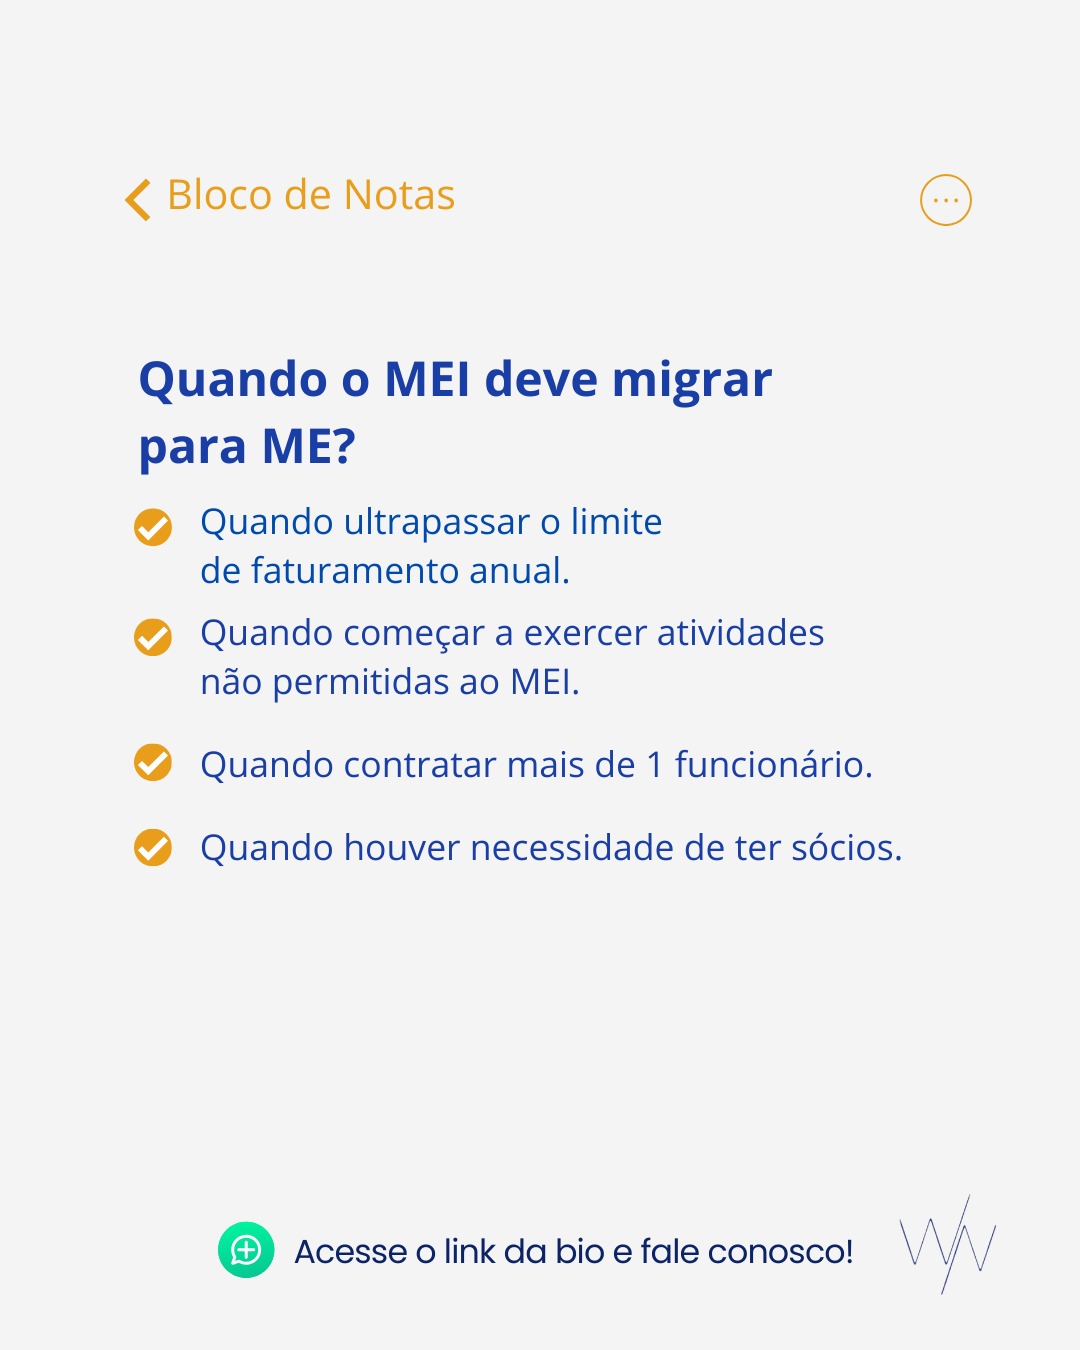 Bloco de Notas
Quando o MEI deve migrar
para ME?
Quando ultrapassar o limite
de faturamento anual.
Quando começar a exercer atividades
não permitidas ao MEI.
Quando contratar mais de 1 funcionário.
Quando houver necessidade de ter sócios.
Acesse o link da bio e fale conosco!